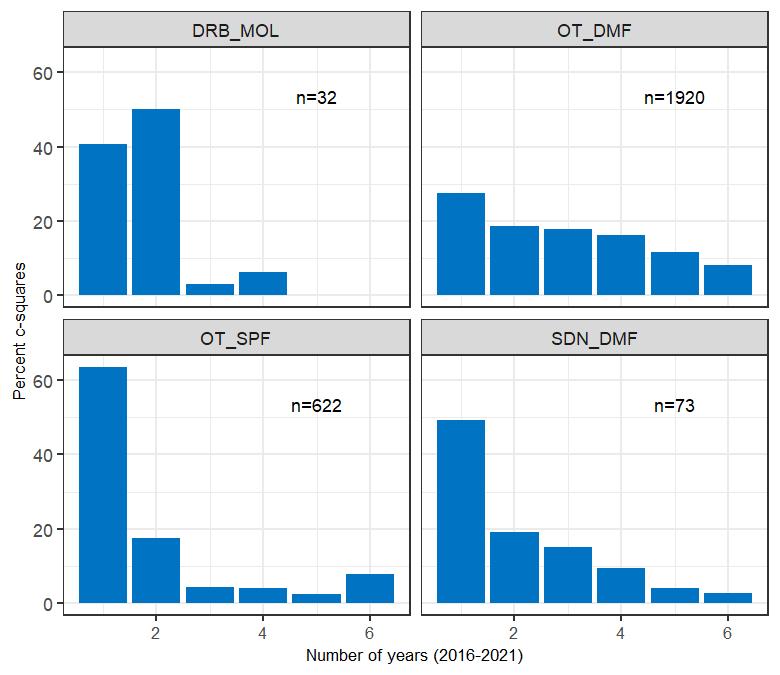 DRB_MOL
OT_DMF
n=32
n=1920
60
40
20
0
Percent c-squares
OT_SPF
SDN_DMF
n=622
n=73
60
40
20
0
2 4 6
2 4 6
Number of years (2016-2021)